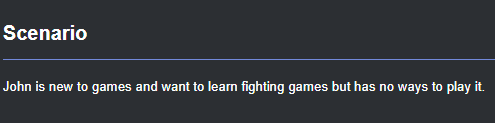 Scenario
John is new to games and want to learn fighting games but has no ways to play it.